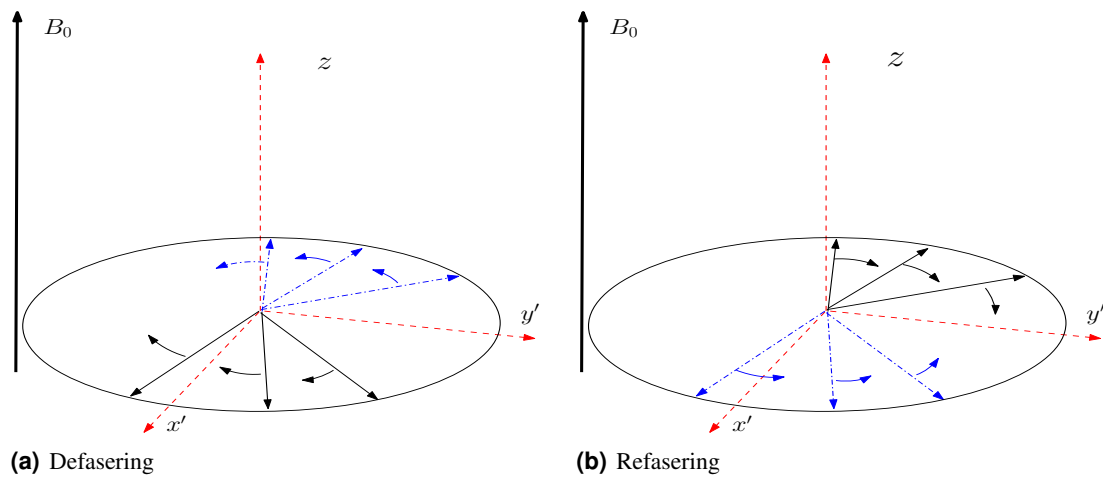 B₀
z
y′
x′
(a) Defasering
B₀
z
y′
x′
(b) Refasering